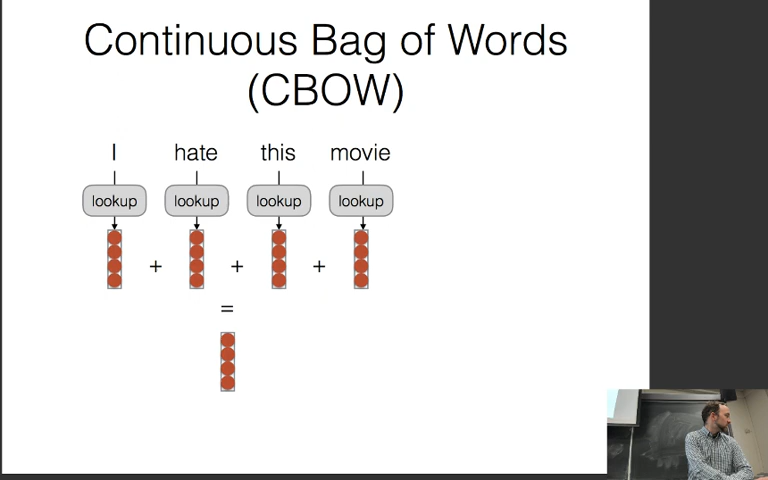 Continuous Bag of Words
(CBOW)
I hate this movie
lookup lookup lookup lookup
+ + +
=